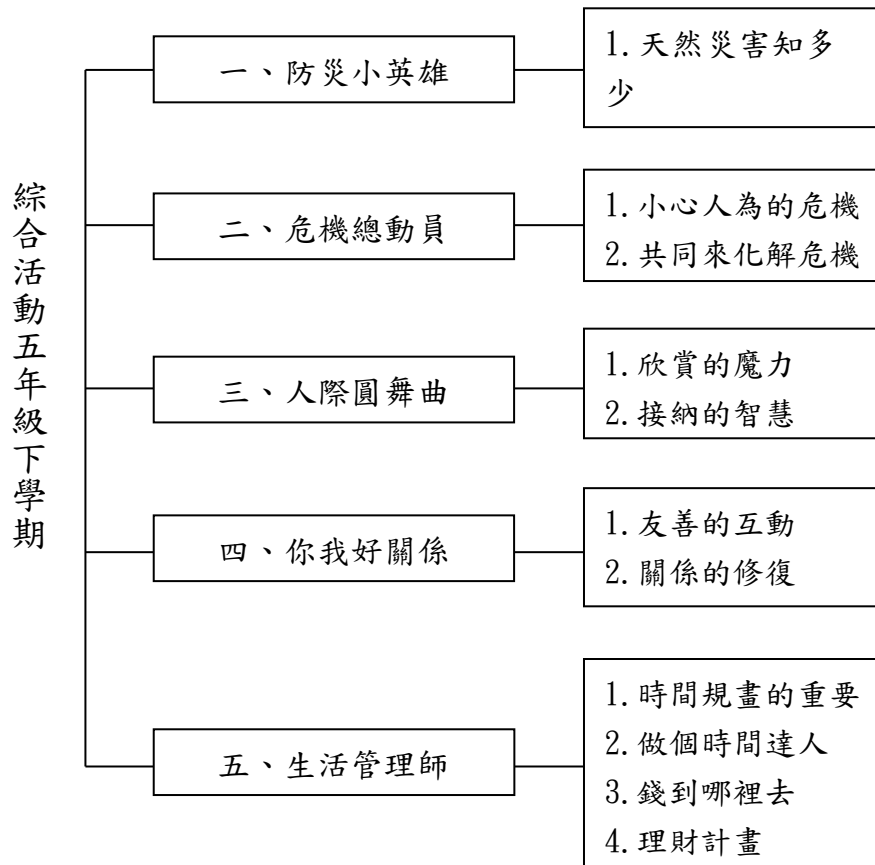 綜合活動五年級下學期
一、防災小英雄
1.天然災害知多
少
二、危機總動員
1.小心人為的危機
2.共同來化解危機
三、人際圓舞曲
1.欣賞的魔力
2.接納的智慧
四、你我好關係
1.友善的互動
2.關係的修復
五、生活管理師
1.時間規畫的重要
2.做個時間達人
3.錢到哪裡去
4.理財計畫